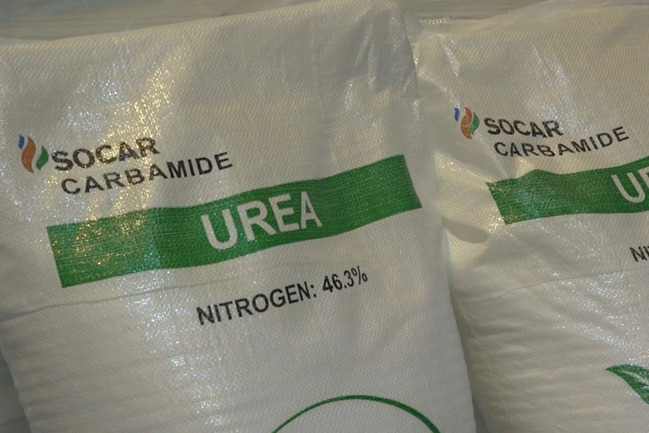 SOCAR
CARBAMIDE
UREA
NITROGEN: 46.3%
SOCAR
CARBAMIDE